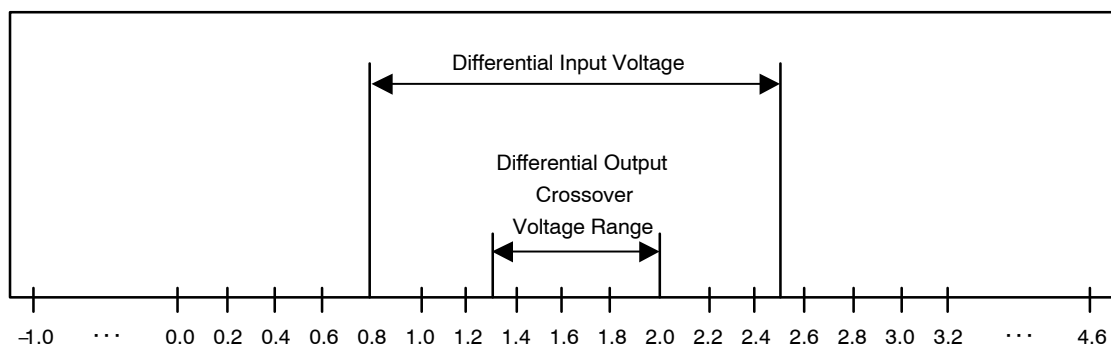 Differential Input Voltage
Differential Output
Crossover
Voltage Range
–1.0 ··· 0.0 0.2 0.4 0.6 0.8 1.0 1.2 1.4 1.6 1.8 2.0 2.2 2.4 2.6 2.8 3.0 3.2 ··· 4.6